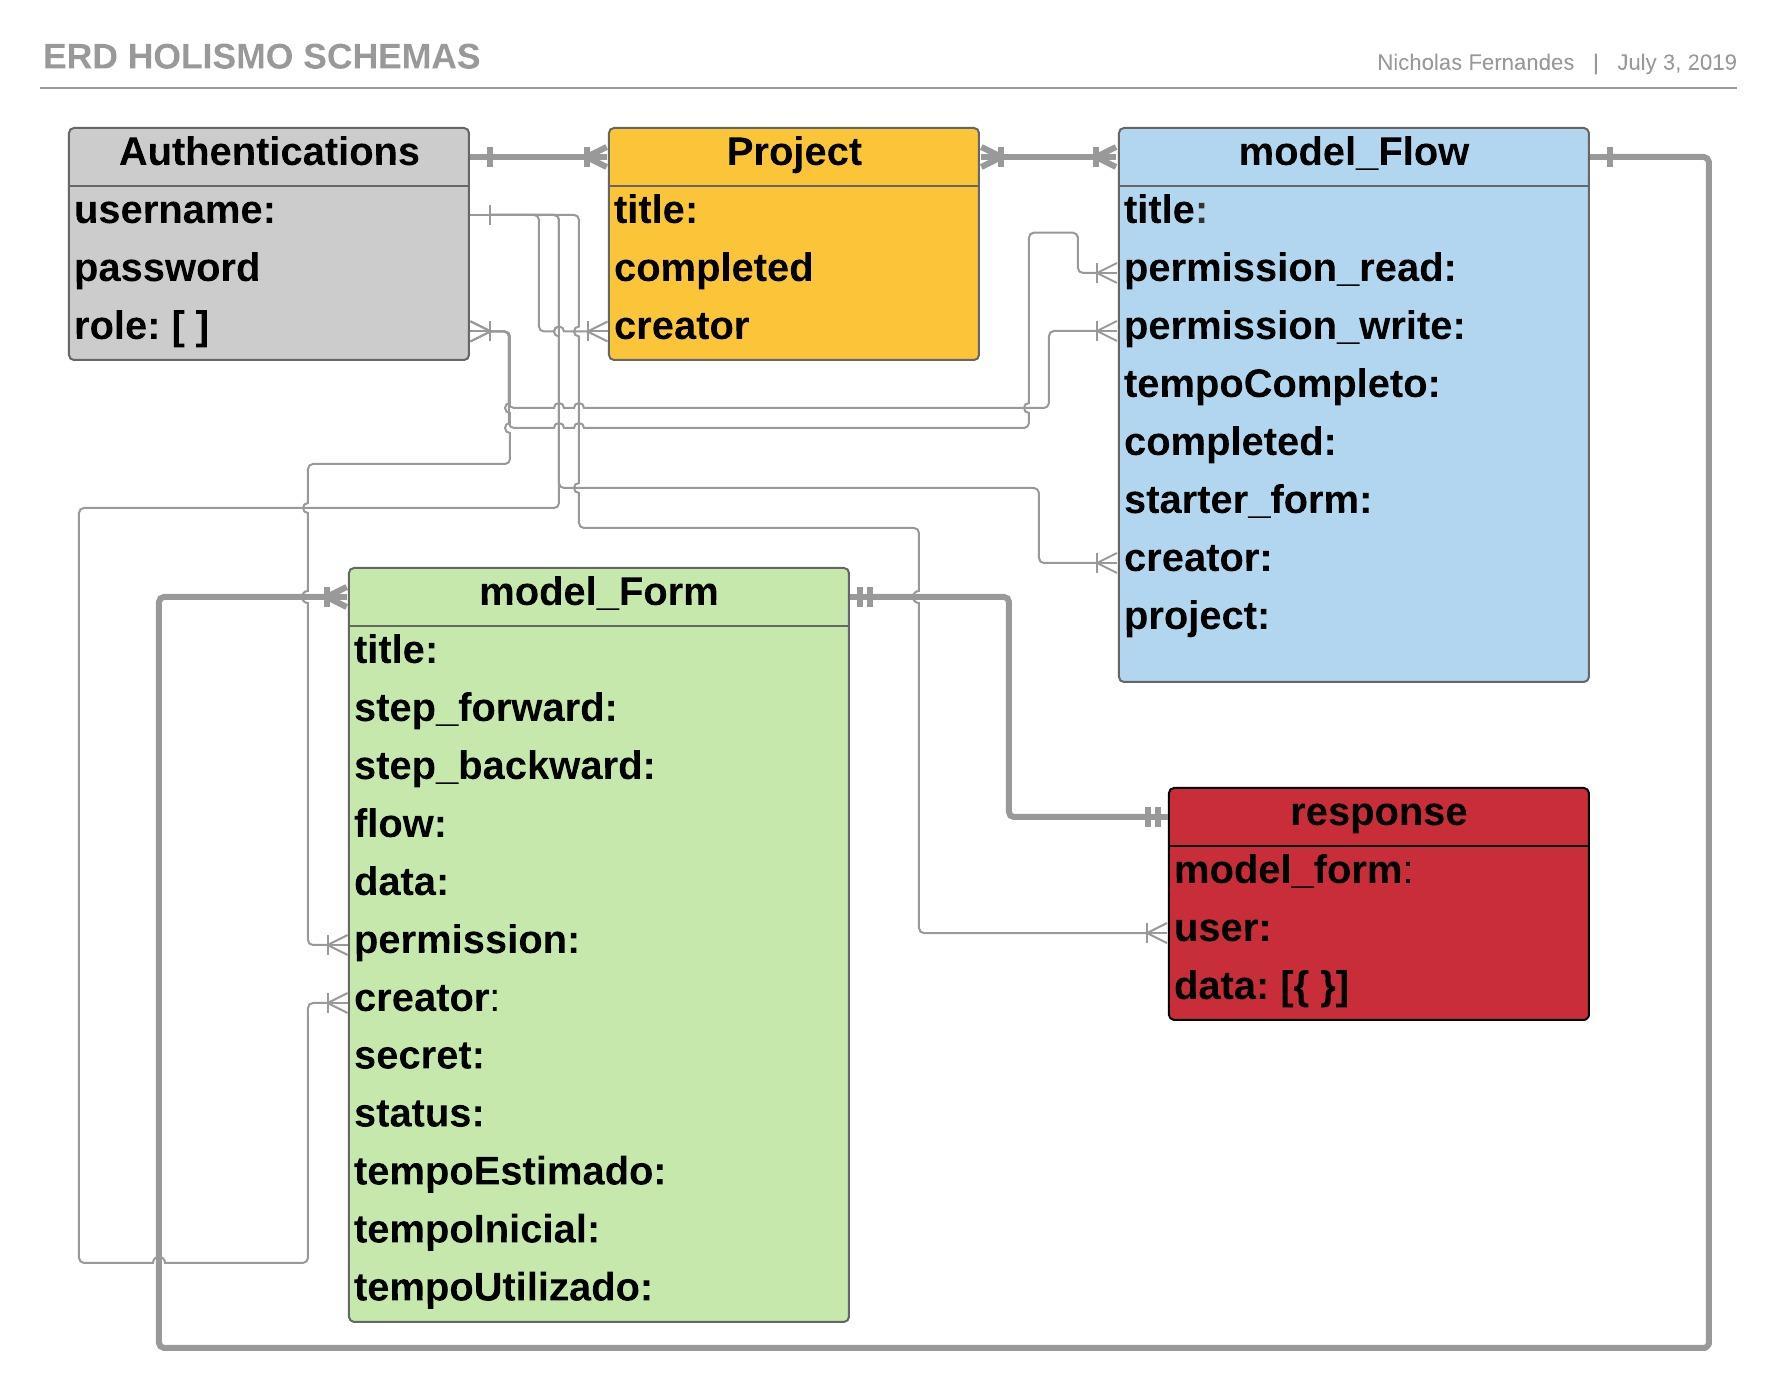 ERD HOLISMO SCHEMAS
Nicholas Fernandes | July 3, 2019
Authentications
username:
password
role: [ ]
Project
title:
completed
creator
model_Flow
title:
permission_read:
permission_write:
tempoCompleto:
completed:
starter_form:
creator:
project:
model_Form
title:
step_forward:
step_backward:
flow:
data:
permission:
creator:
secret:
status:
tempoEstimado:
tempoInicial:
tempoUtilizado:
response
model_form:
user:
data: [{ }]